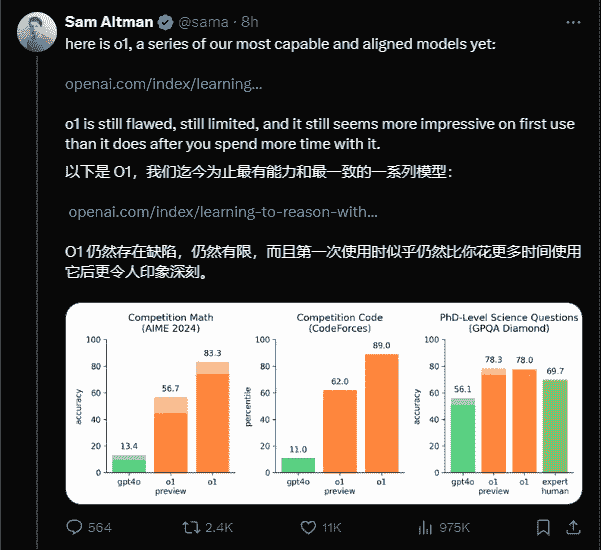 Sam Altman @sama · 8h
here is o1, a series of our most capable and aligned models yet:
openai.com/index/learning...
o1 is still flawed, still limited, and it still seems more impressive on first use
than it does after you spend more time with it.
以下是 O1，我们迄今为止最有能力和最一致的一系列模型：
openai.com/index/learning-to-reason-with...
O1 仍然存在缺陷，仍然有限，而且第一次使用时似乎仍然比你花更多时间使用
它后更令人印象深刻。
Competition Math
(AIME 2024)
100
80
60
40
20
0
accuracy
13.4
56.7
83.3
gpt4o
o1
preview
o1
Competition Code
(CodeForces)
100
80
60
40
20
0
percentile
11.0
62.0
89.0
gpt4o
o1
preview
o1
PhD-Level Science Questions
(GPQA Diamond)
100
80
60
40
20
0
accuracy
56.1
78.3
78.0
69.7
gpt4o
o1
preview
o1
expert
human
564 2.4K 11K 975K